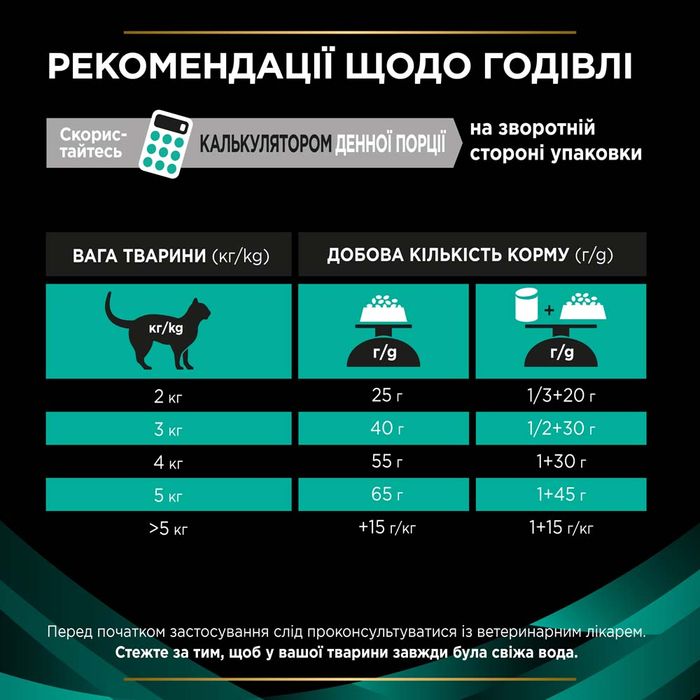 РЕКОМЕНДАЦІЇ ЩОДО ГОДІВЛІ
Скорис-
тайтесь
КАЛЬКУЛЯТОРОМ ДЕННОЇ ПОРЦІЇ
на зворотній
стороні упаковки
ВАГА ТВАРИНИ (кг/kg) ДОБОВА КІЛЬКІСТЬ КОРМУ (г/g)
кг/kg г/g + г/g
2 кг 25 г 1/3+20 г
3 кг 40 г 1/2+30 г
4 кг 55 г 1+30 г
5 кг 65 г 1+45 г
>5 кг +15 г/кг 1+15 г/кг
Перед початком застосування слід проконсультуватися із ветеринарним лікарем.
Стежте за тим, щоб у вашої тварини завжди була свіжа вода.